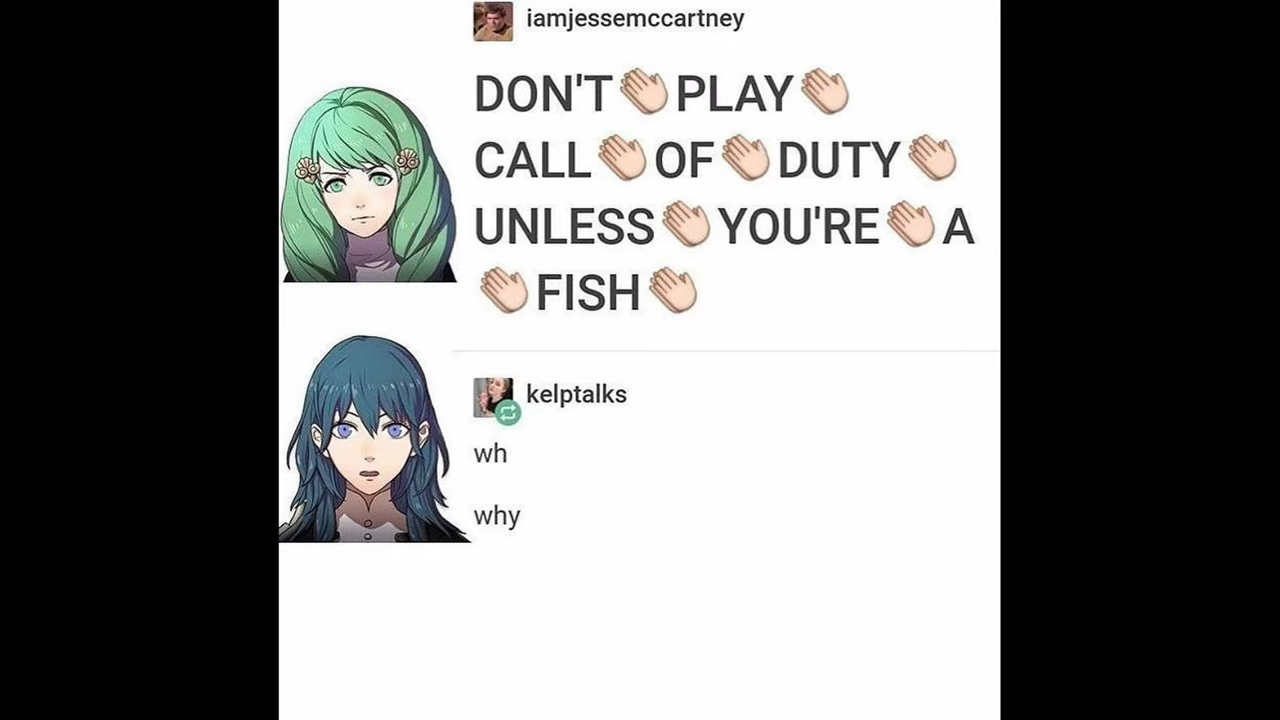 iamjessemccartney
DON'T👏PLAY👏
CALL👏OF👏DUTY👏
UNLESS👏YOU'RE👏A
👏FISH👏
kelptalks
wh
why